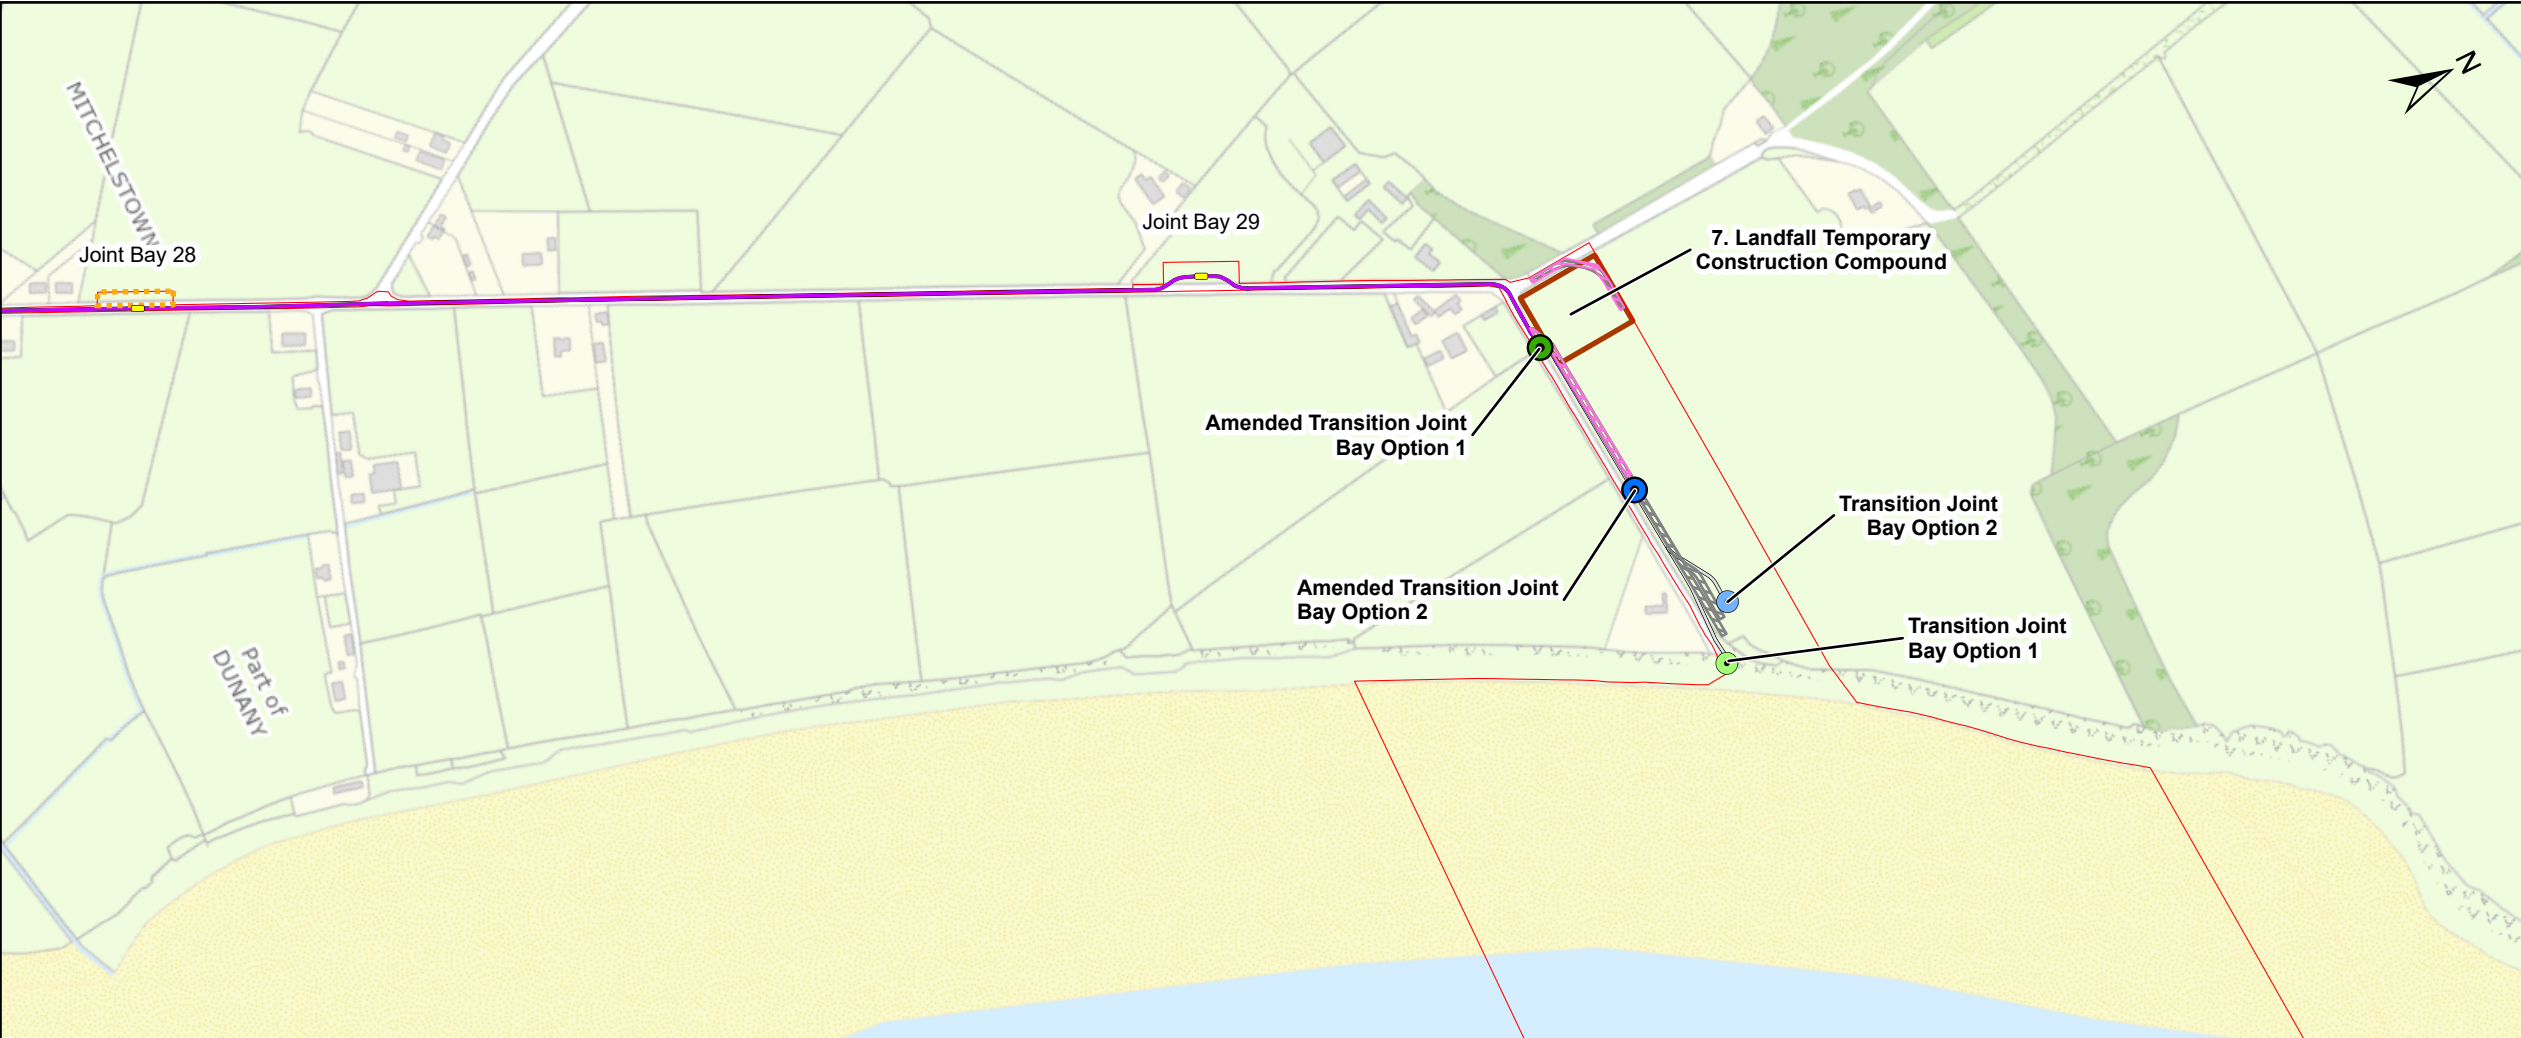 N
MITCHELSTOWN
Joint Bay 28
Joint Bay 29
7. Landfall Temporary
Construction Compound
Amended Transition Joint
Bay Option 1
Transition Joint
Bay Option 2
Amended Transition Joint
Bay Option 2
Transition Joint
Bay Option 1
Part of
DUNANY